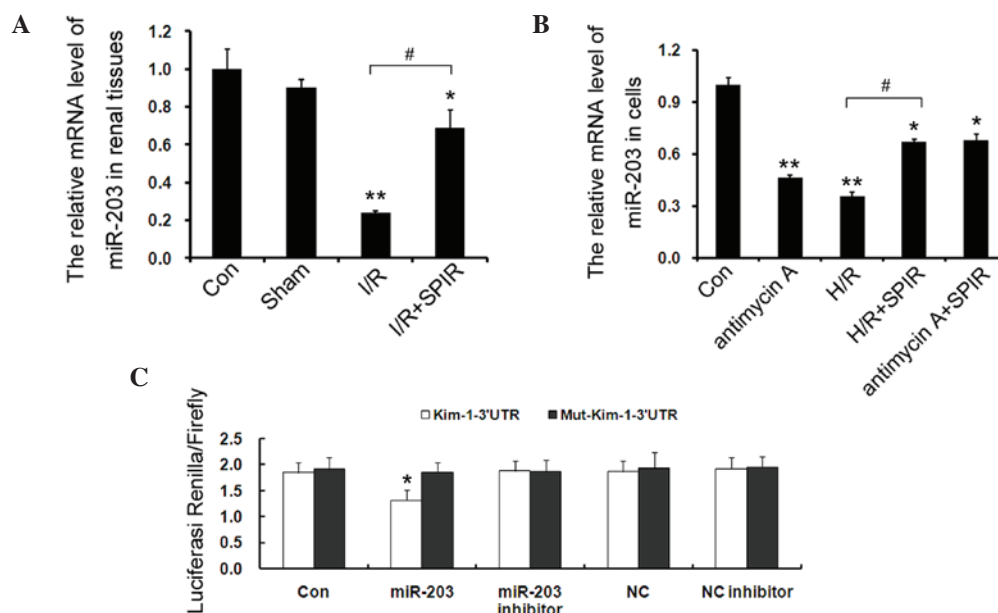 A
The relative mRNA level of
miR-203 in renal tissues
1.2
1.0
0.8
0.6
0.4
0.2
0.0
**
#
*
Con
Sham
I/R
I/R+SPIR
B
The relative mRNA level of
miR-203 in cells
1.2
0.9
0.6
0.3
0.0
**
**
#
*
*
Con
antimycin A
H/R
H/R+SPIR
antimycin A+SPIR
C
Luciferasi Renilla/Firefly
Kim-1-3'UTR
Mut-Kim-1-3'UTR
2.5
2.0
1.5
1.0
0.5
0.0
*
Con
miR-203
miR-203
inhibitor
NC
NC inhibitor